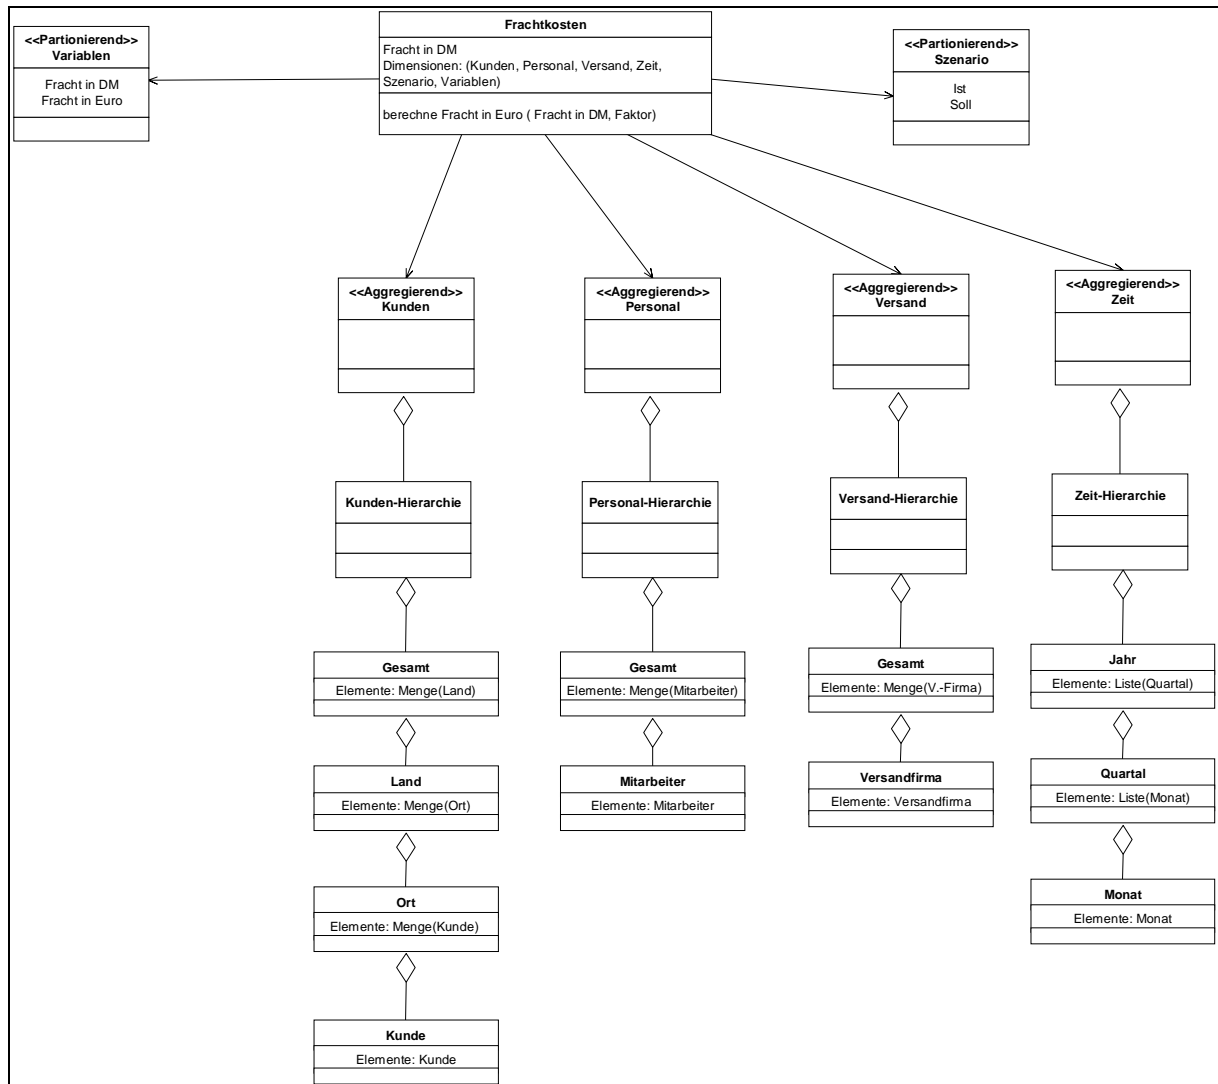 Frachtkosten
Fracht in DM
Dimensionen: (Kunden, Personal, Versand, Zeit,
Szenario, Variablen)
berechne Fracht in Euro ( Fracht in DM, Faktor)
<<Partionierend>>
Variablen
Fracht in DM
Fracht in Euro
<<Partionierend>>
Szenario
Ist
Soll
<<Aggregierend>>
Kunden
<<Aggregierend>>
Personal
<<Aggregierend>>
Versand
<<Aggregierend>>
Zeit
Kunden-Hierarchie
Personal-Hierarchie
Versand-Hierarchie
Zeit-Hierarchie
Gesamt
Elemente: Menge(Land)
Gesamt
Elemente: Menge(Mitarbeiter)
Gesamt
Elemente: Menge(V.-Firma)
Jahr
Elemente: Liste(Quartal)
Land
Elemente: Menge(Ort)
Mitarbeiter
Elemente: Mitarbeiter
Versandfirma
Elemente: Versandfirma
Quartal
Elemente: Liste(Monat)
Ort
Elemente: Menge(Kunde)
Monat
Elemente: Monat
Kunde
Elemente: Kunde